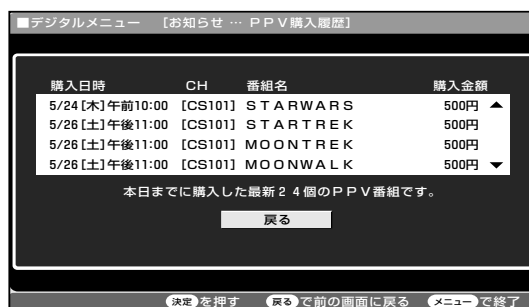 ■デジタルメニュー [お知らせ … PPV購入履歴]
購入日時 CH 番組名 購入金額
5/24[木]午前10:00 [CS101] STARWARS 500円 ▲
5/26[土]午後11:00 [CS101] STARTREK 500円
5/26[土]午後11:00 [CS101] MOONTREK 500円
5/26[土]午後11:00 [CS101] MOONWALK 500円 ▼
本日までに購入した最新24個のPPV番組です。
戻る
決定を押す 戻るで前の画面に戻る メニューで終了